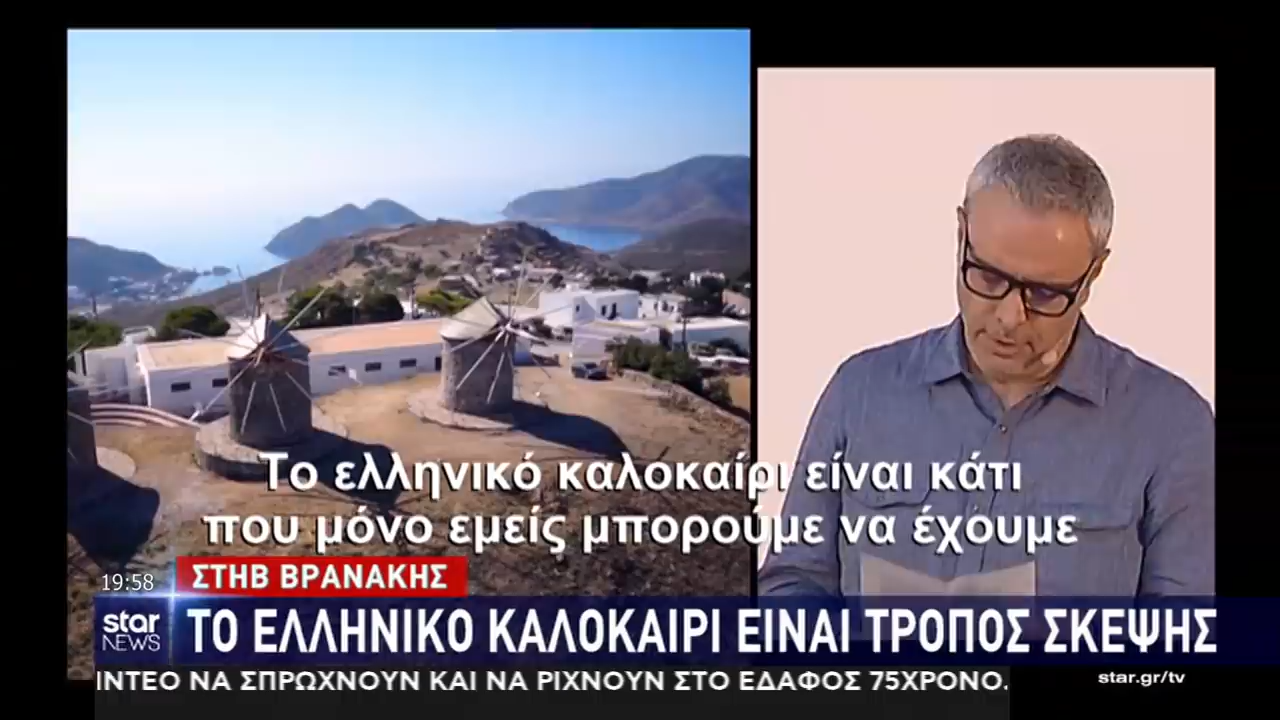 Το ελληνικό καλοκαίρι είναι κάτι
που μόνο εμείς μπορούμε να έχουμε
19:58
ΣΤΗΒ ΒΡΑΝΑΚΗΣ
star
NEWS
ΤΟ ΕΛΛΗΝΙΚΟ ΚΑΛΟΚΑΙΡΙ ΕΙΝΑΙ ΤΡΟΠΟΣ ΣΚΕΨΗΣ
ΙΝΤΕΟ ΝΑ ΣΠΡΩΧΝΟΥΝ ΚΑΙ ΝΑ ΡΙΧΝΟΥΝ ΣΤΟ ΕΔΑΦΟΣ 75ΧΡΟΝΟ.
star.gr/tv